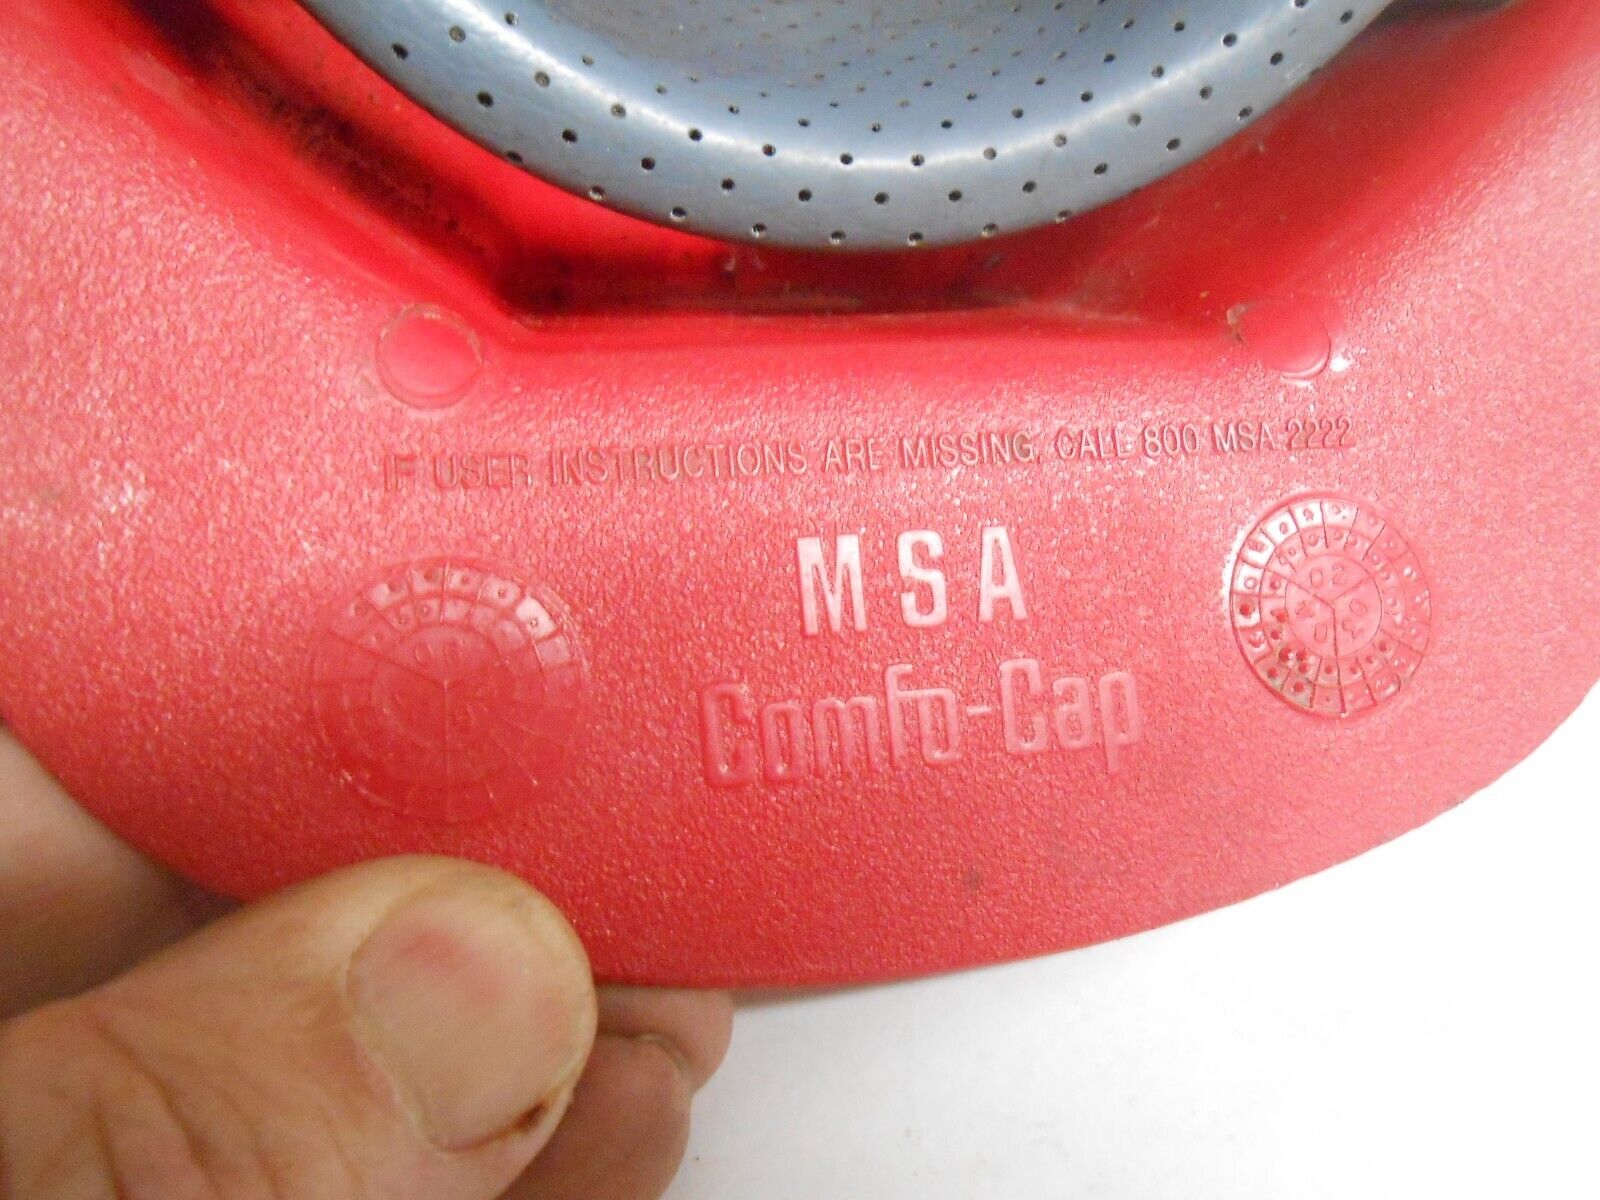 IF USER INSTRUCTIONS ARE MISSING, CALL 800 MSA 2222
MSA
Comfo-Cap